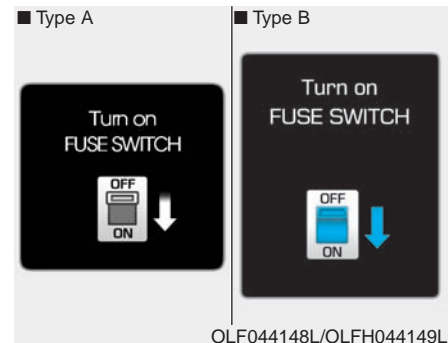 ■ Type A
Turn on
FUSE SWITCH
OFF
ON
■ Type B
Turn on
FUSE SWITCH
OFF
ON
OLF044148L/OLFH044149L